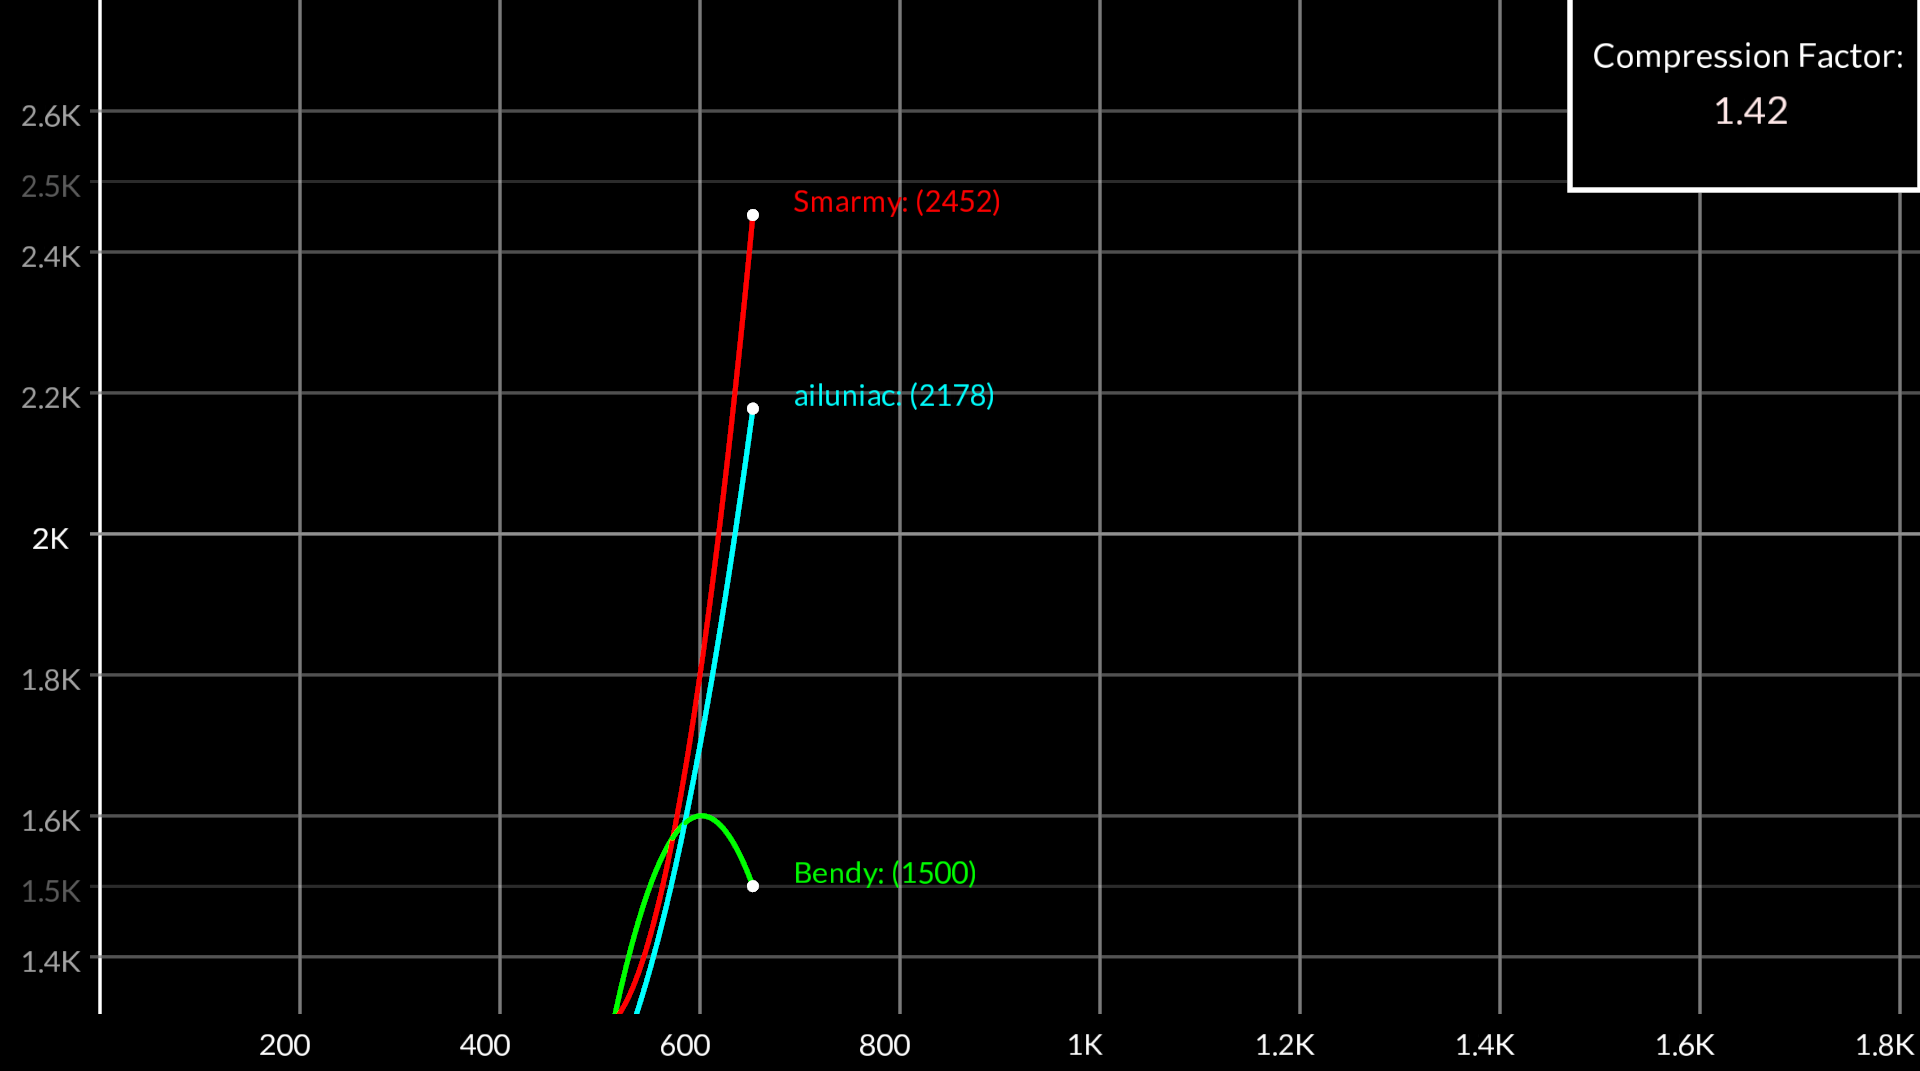 Compression Factor:
1.42
2.6K
2.5K
Smarmy: (2452)
2.4K
2.2K
ailuniac: (2178)
2K
1.8K
1.6K
Bendy: (1500)
1.5K
1.4K
200 400 600 800 1K 1.2K 1.4K 1.6K 1.8K